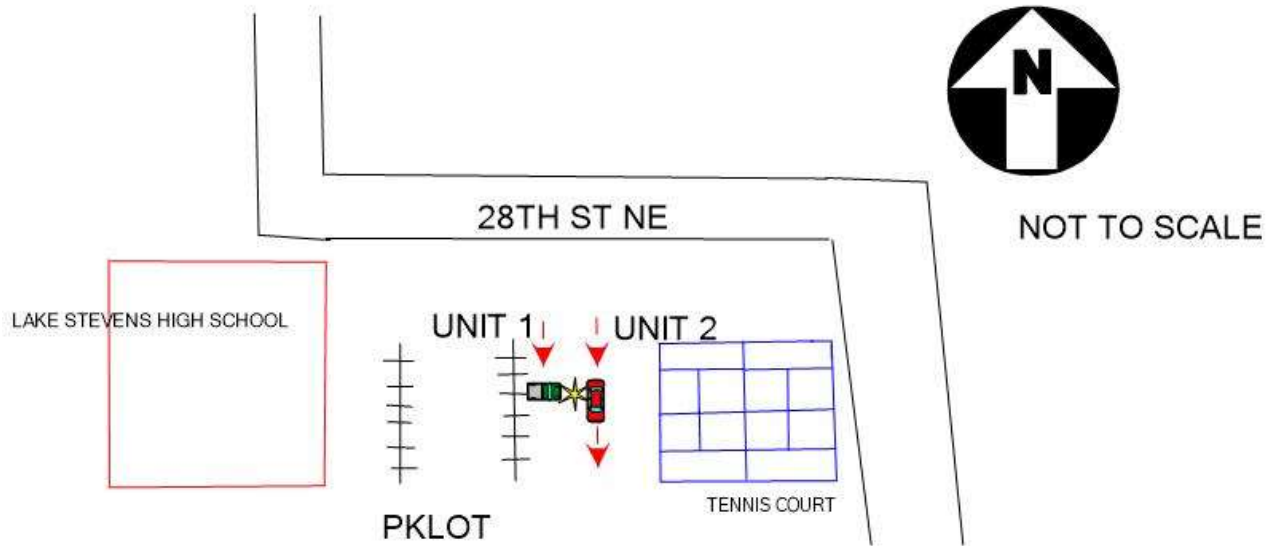 N
28TH ST NE
NOT TO SCALE
LAKE STEVENS HIGH SCHOOL
UNIT 1
UNIT 2
TENNIS COURT
PKLOT